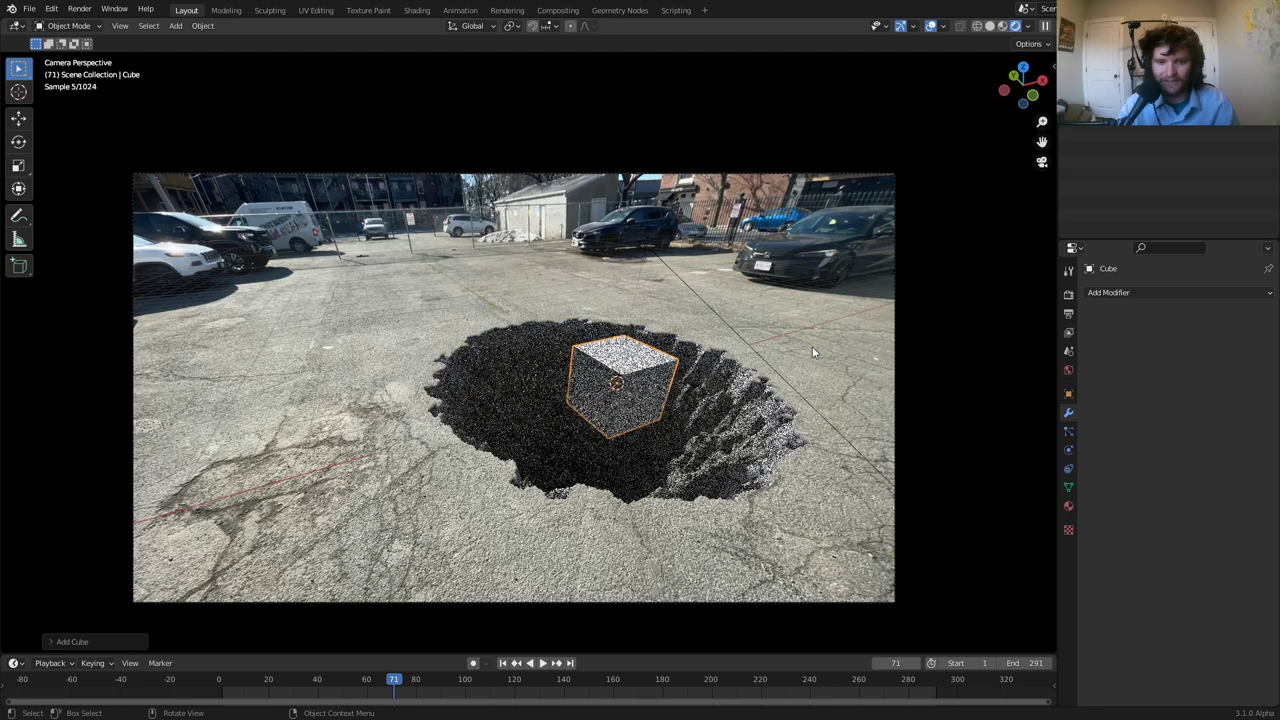 File Edit Render Window Help Layout Modeling Sculpting UV Editing Texture Paint Shading Animation Rendering Compositing Geometry Nodes Scripting + Scer
Object Mode View Select Add Object Global
Options
Camera Perspective
(71) Scene Collection | Cube
Sample 5/1024
Z
Y
X
Cube
Add Modifier
Add Cube
Playback Keying View Marker 71 Start 1 End 291
-80 -60 -40 -20 0 20 40 60 71 80 100 120 140 160 180 200 220 240 260 280 300 320
Select Box Select Rotate View Object Context Menu 3.1.0 Alpha